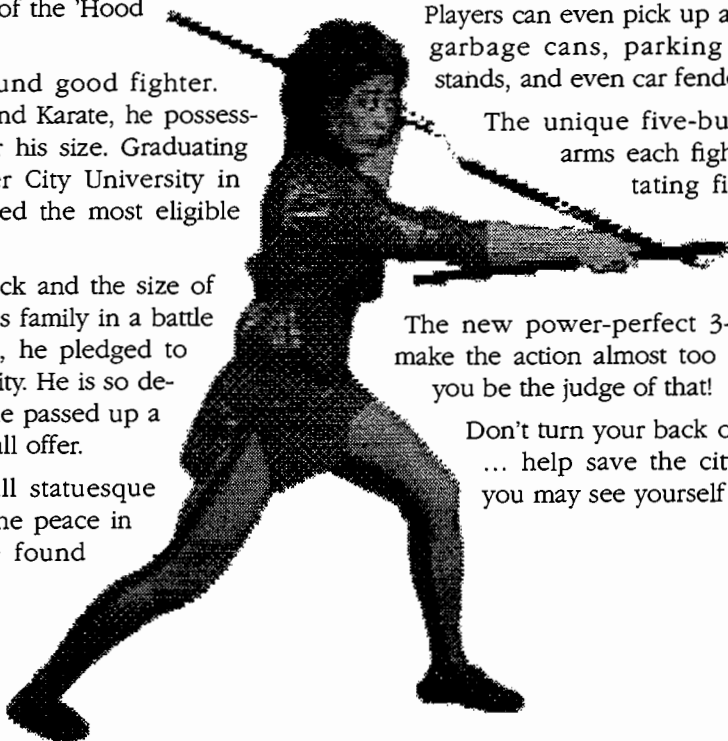 of the 'Hood
und good fighter.
nd Karate, he possess-
r his size. Graduating
er City University in
ed the most eligible
ck and the size of
s family in a battle
, he pledged to
ity. He is so de-
e passed up a
all offer.
ll statuesque
he peace in
found
Players can even pick up a
garbage cans, parking
stands, and even car fende
The unique five-bu
arms each figh
tating fi
The new power-perfect 3-
make the action almost too
you be the judge of that!
Don't turn your back o
... help save the cit
you may see yourself